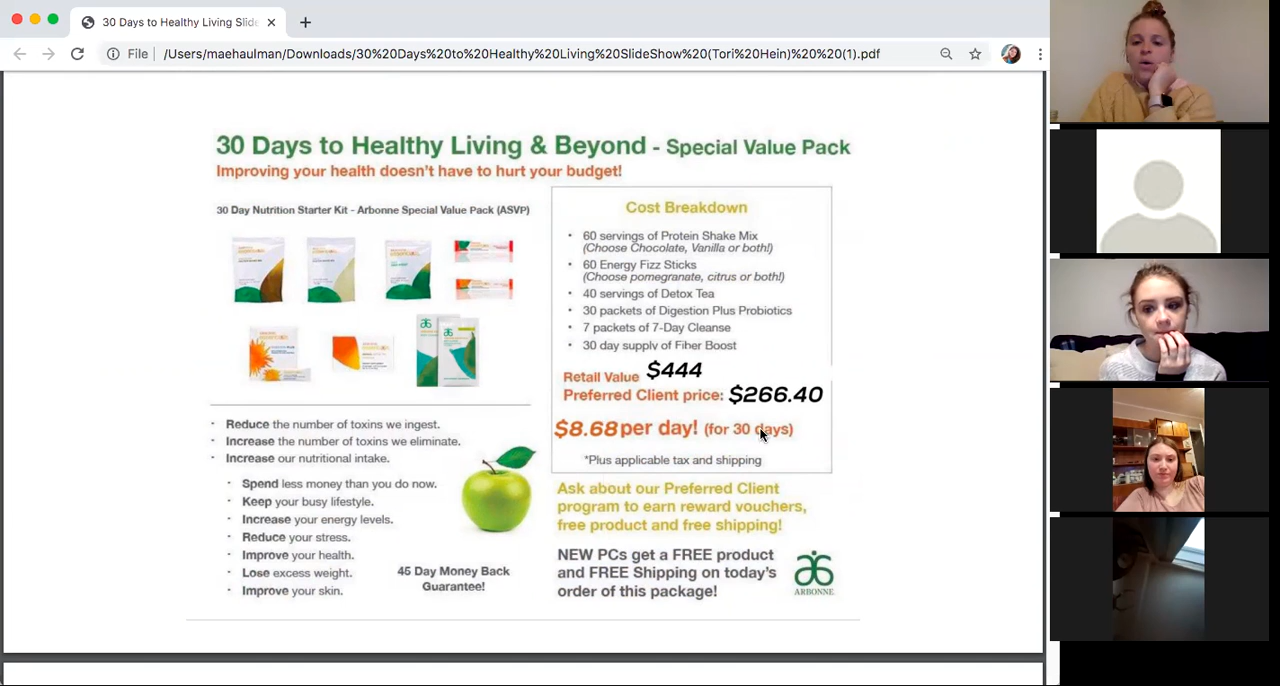 30 Days to Healthy Living Slide
File
/Users/maehaulman/Downloads/30%20Days%20to%20Healthy%20Living%20SlideShow%20(Tori%20Hein)%20%20(1).pdf
30 Days to Healthy Living & Beyond - Special Value Pack
Improving your health doesn't have to hurt your budget!
30 Day Nutrition Starter Kit - Arbonne Special Value Pack (ASVP)
· Reduce the number of toxins we ingest.
· Increase the number of toxins we eliminate.
· Increase our nutritional intake.
· Spend less money than you do now.
· Keep your busy lifestyle.
· Increase your energy levels.
· Reduce your stress.
· Improve your health.
· Lose excess weight.
· Improve your skin.
45 Day Money Back
Guarantee!
Cost Breakdown
• 60 servings of Protein Shake Mix
(Choose Chocolate, Vanilla or both!)
• 60 Energy Fizz Sticks
(Choose pomegranate, citrus or both!)
• 40 servings of Detox Tea
• 30 packets of Digestion Plus Probiotics
• 7 packets of 7-Day Cleanse
• 30 day supply of Fiber Boost
Retail Value $444
Preferred Client price: $266.40
$8.68 per day! (for 30 days)
*Plus applicable tax and shipping
Ask about our Preferred Client
program to earn reward vouchers,
free product and free shipping!
NEW PCs get a FREE product
and FREE Shipping on today's
order of this package!
ARBONNE